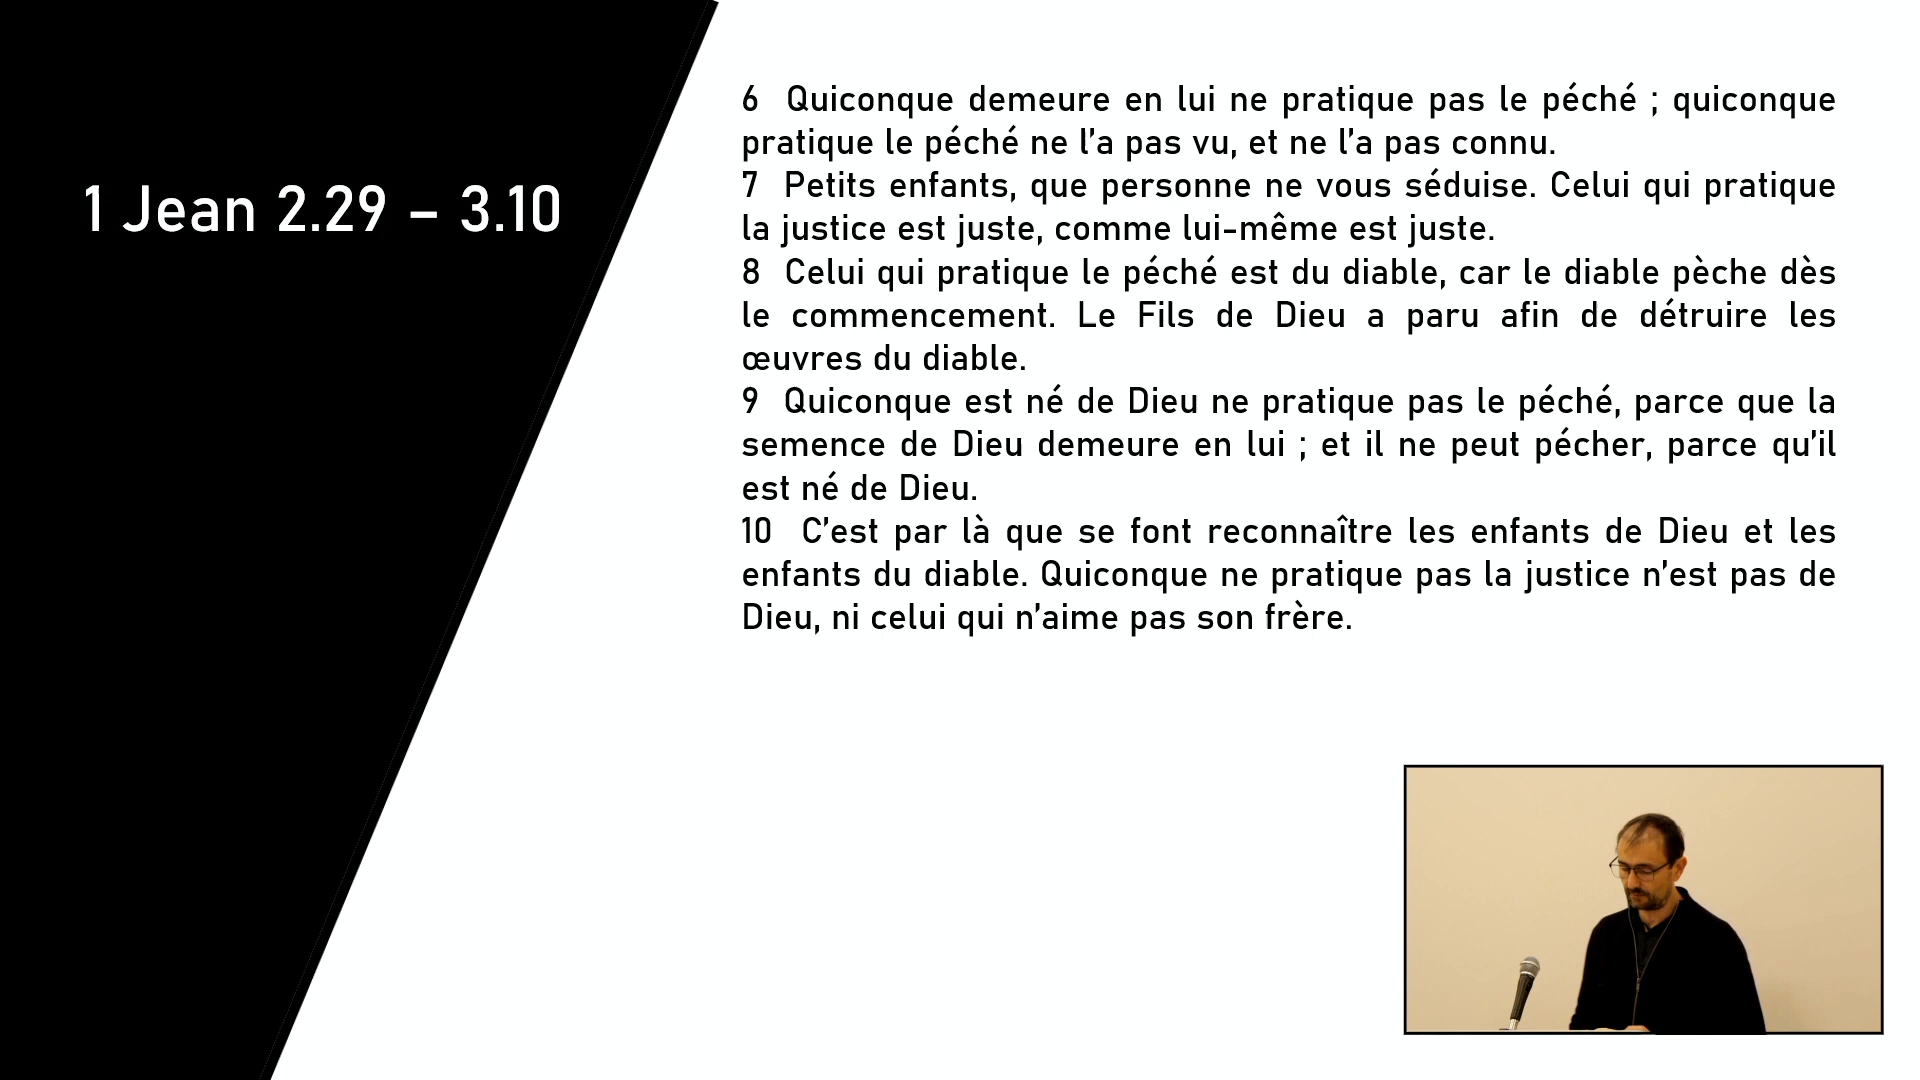 1 Jean 2.29 – 3.10
6 Quiconque demeure en lui ne pratique pas le péché ; quiconque
pratique le péché ne l’a pas vu, et ne l’a pas connu.
7 Petits enfants, que personne ne vous séduise. Celui qui pratique
la justice est juste, comme lui-même est juste.
8 Celui qui pratique le péché est du diable, car le diable pèche dès
le commencement. Le Fils de Dieu a paru afin de détruire les
œuvres du diable.
9 Quiconque est né de Dieu ne pratique pas le péché, parce que la
semence de Dieu demeure en lui ; et il ne peut pécher, parce qu’il
est né de Dieu.
10 C’est par là que se font reconnaître les enfants de Dieu et les
enfants du diable. Quiconque ne pratique pas la justice n’est pas de
Dieu, ni celui qui n’aime pas son frère.